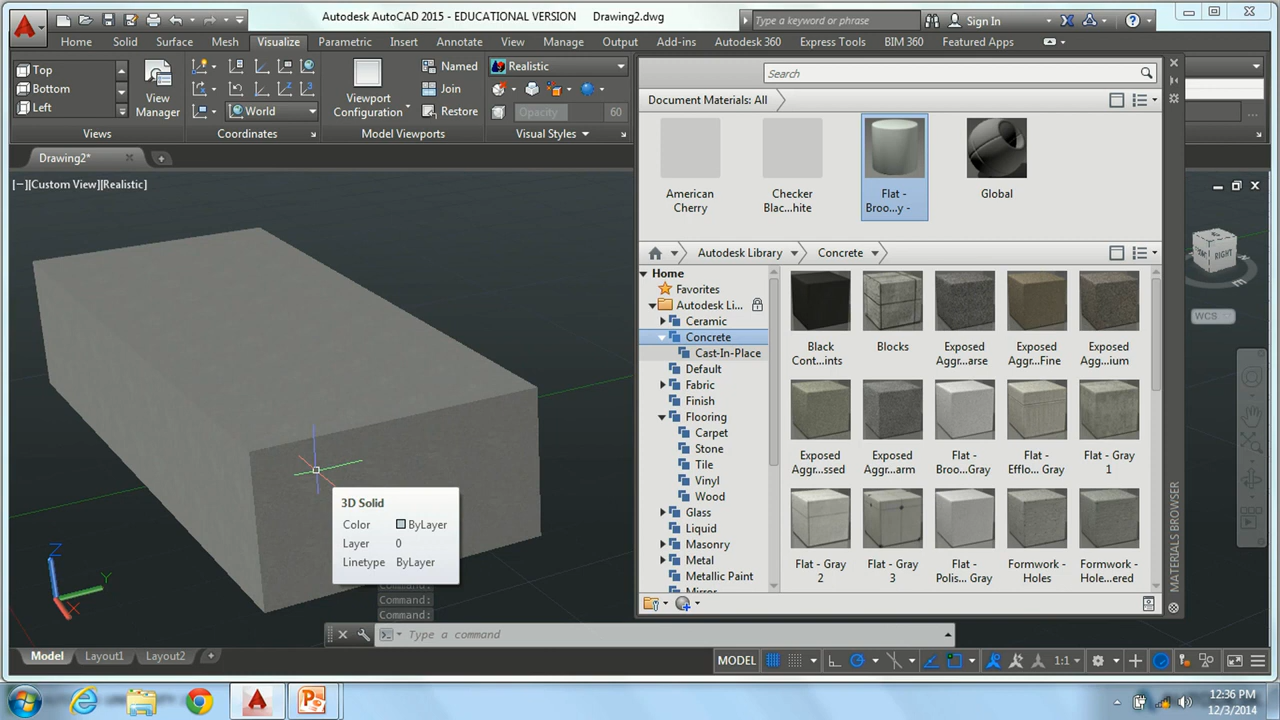 Autodesk AutoCAD 2015 - EDUCATIONAL VERSION Drawing2.dwg
Type a keyword or phrase
Sign In
Home Solid Surface Mesh Visualize Parametric Insert Annotate View Manage Output Add-ins Autodesk 360 Express Tools BIM 360 Featured Apps
Top
Bottom
Left
View
Manager
Views
World
Coordinates
Viewport
Configuration
Named
Join
Restore
Model Viewports
Realistic
Opacity 60
Visual Styles
Drawing2*
[−][Custom View][Realistic]
Search
Document Materials: All
American
Cherry
Checker
Blac...hite
Flat -
Broo...y -
Global
Autodesk Library
Concrete
Home
Favorites
Autodesk Li...
Ceramic
Concrete
Cast-In-Place
Default
Fabric
Finish
Flooring
Carpet
Stone
Tile
Vinyl
Wood
Glass
Liquid
Masonry
Metal
Metallic Paint
Mirror
Black
Cont...ints
Blocks
Exposed
Aggr...arse
Exposed
Aggr...Fine
Exposed
Aggr...ium
Exposed
Aggr...ssed
Exposed
Aggr...arm
Flat -
Broo...Gray
Flat -
Efflo... Gray
Flat - Gray
1
Flat - Gray
2
Flat - Gray
3
Flat -
Polis... Gray
Formwork -
Holes
Formwork -
Hole...ered
MATERIALS BROWSER
RIGHT
WCS
3D Solid
Color ByLayer
Layer 0
Linetype ByLayer
Z
Y
X
Command:
Command:
Command:
Type a command
Model Layout1 Layout2
MODEL
1:1
12:36 PM
12/3/2014